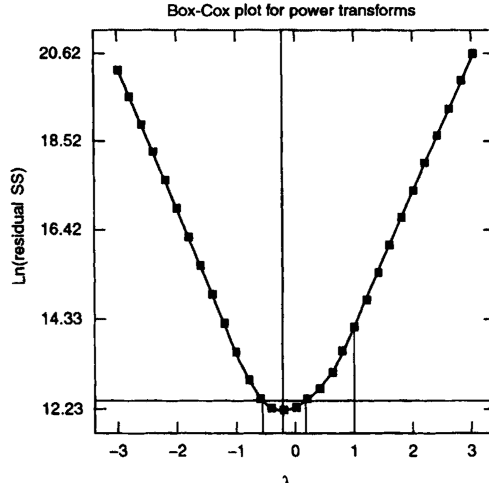 Box-Cox plot for power transforms
Ln(residual SS)
20.62
18.52
16.42
14.33
12.23
-3 -2 -1 0 1 2 3